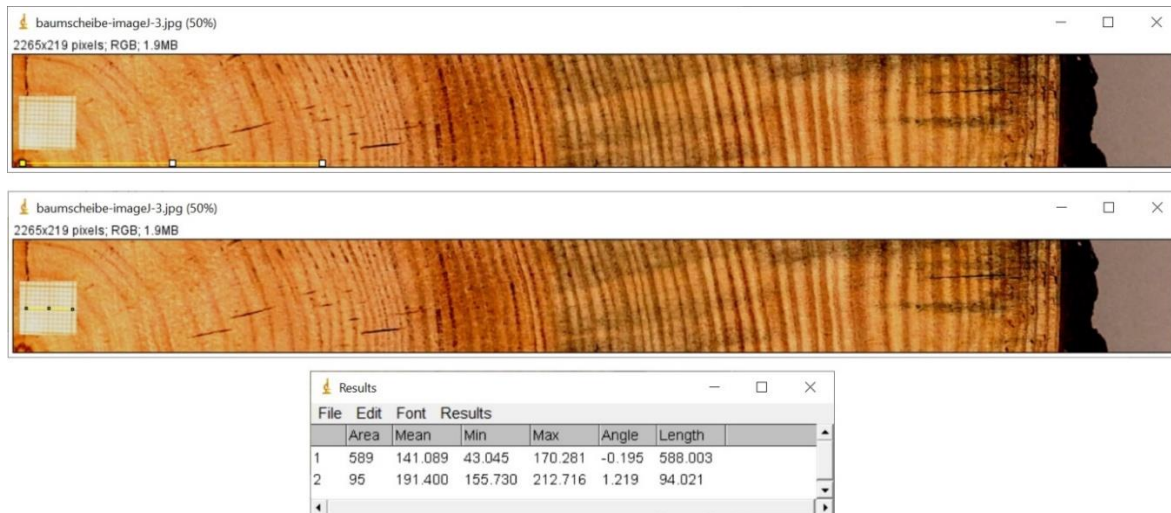 baumscheibe-imageJ-3.jpg (50%)
2265x219 pixels; RGB; 1.9MB
baumscheibe-imageJ-3.jpg (50%)
2265x219 pixels; RGB; 1.9MB
Results
File Edit Font Results
Area Mean Min Max Angle Length
1 589 141.089 43.045 170.281 -0.195 588.003
2 95 191.400 155.730 212.716 1.219 94.021